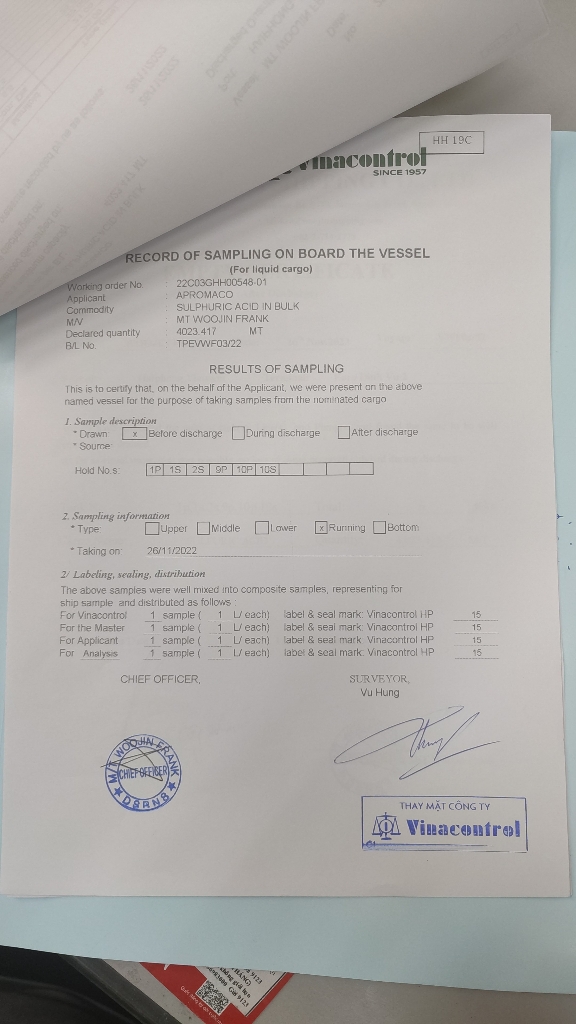 HH 19C
Vinacontrol
SINCE 1957
RECORD OF SAMPLING ON BOARD THE VESSEL
(For liquid cargo)
Working order No. : 22C03GHH00548-01
Applicant : APROMACO
Commodity : SULPHURIC ACID IN BULK
M/V : MT WOOJIN FRANK
Declared quantity : 4023.417 MT
B/L No. : TPEVWF03/22
RESULTS OF SAMPLING
This is to certify that, on the behalf of the Applicant, we were present on the above
named vessel for the purpose of taking samples from the nominated cargo
1. Sample description
* Drawn: x Before discharge During discharge After discharge
* Source:
Hold No.s: 1P 1S 2S 9P 10P 10S
2. Sampling information
* Type: Upper Middle Lower x Running Bottom
* Taking on: 26/11/2022
2/ Labeling, sealing, distribution
The above samples were well mixed into composite samples, representing for
ship sample and distributed as follows :
For Vinacontrol 1 sample ( 1 L/ each) label & seal mark: Vinacontrol HP 15
For the Master 1 sample ( 1 L/ each) label & seal mark: Vinacontrol HP 15
For Applicant 1 sample ( 1 L/ each) label & seal mark: Vinacontrol HP 15
For Analysis 1 sample ( 1 L/ each) label & seal mark: Vinacontrol HP 15
CHIEF OFFICER, SURVEYOR,
Vu Hung
M/T WOOJIN FRANK
CHIEF OFFICER
D8RN8
THAY MẶT CÔNG TY
Vinacontrol